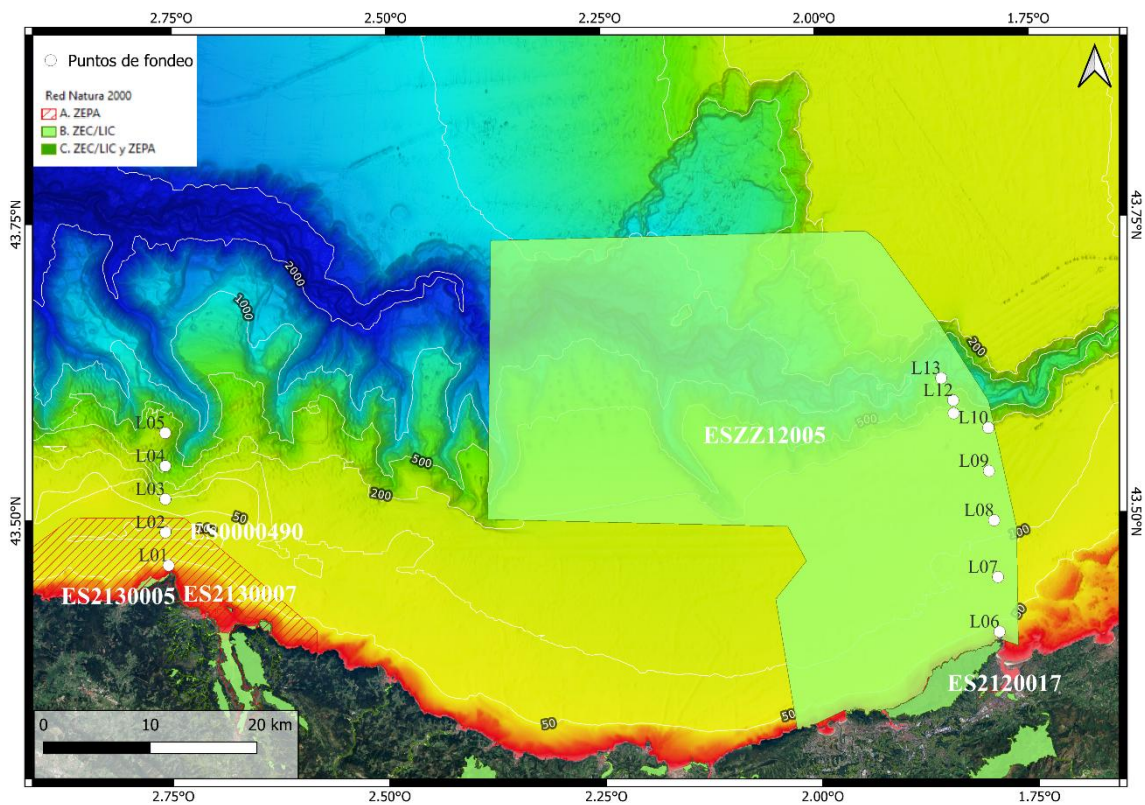 2.75°O 2.50°O 2.25°O 2.00°O 1.75°O
Puntos de fondeo
Red Natura 2000
A. ZEPA
B. ZEC/LIC
C. ZEC/LIC y ZEPA
43.75°N
43.75°N
2000
1000
200
L13
L12
L05
L10
500
ESZZ12005
L04
500
L09
L03
200
L08
50
43.50°N
43.50°N
L02
ES0000490
100
L01
L07
ES2130005
ES2130007
50
L06
ES2120017
0 10 20 km
50
50
2.75°O 2.50°O 2.25°O 2.00°O 1.75°O